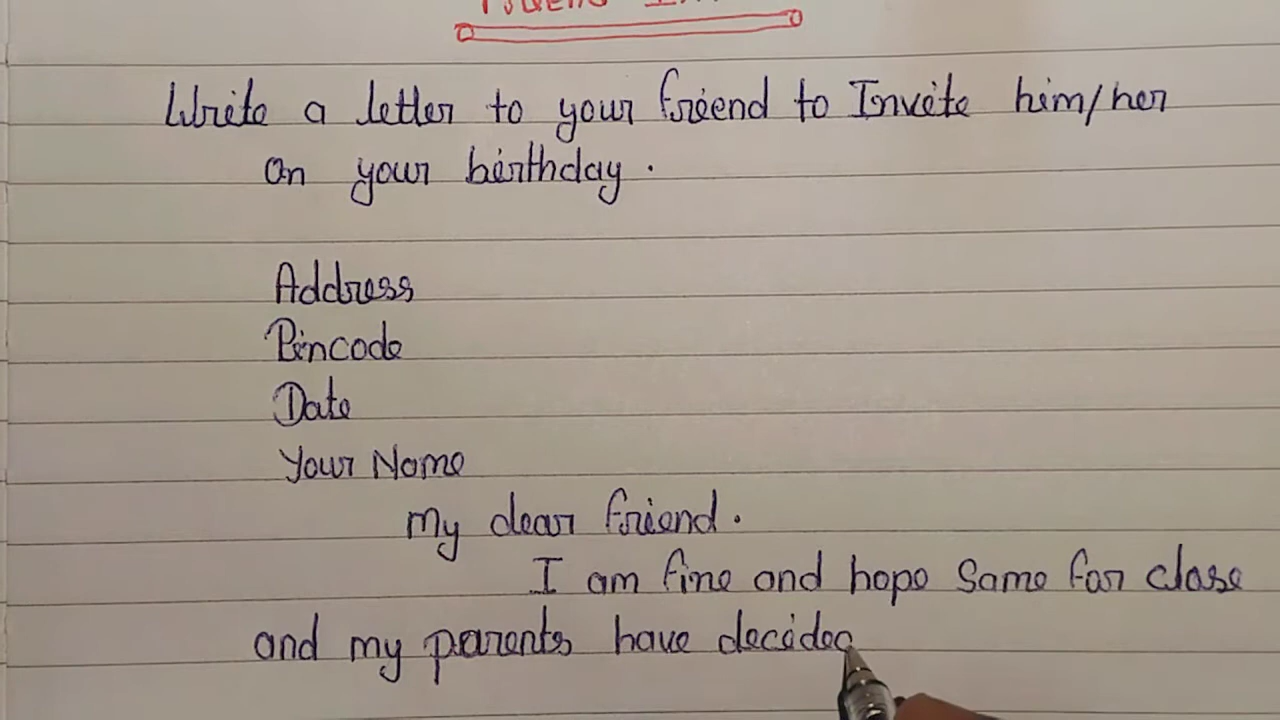 Write a letter to your friend to Invite him/her
on your birthday.
Address
Pincode
Date
Your Name
My dear friend.
I am fine and hope Same for close
and my parents have decided